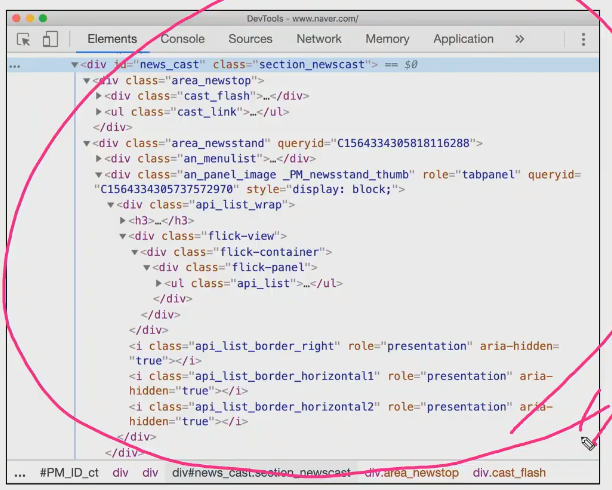 DevTools - www.naver.com/
Elements Console Sources Network Memory Application »
... ▼<div id="news_cast" class="section_newscast"> == $0
▼<div class="area_newstop">
▶<div class="cast_flash">…</div>
▶<ul class="cast_link">…</ul>
</div>
▼<div class="area_newsstand" queryid="C1564334305818116288">
▶<div class="an_menulist">…</div>
▼<div class="an_panel_image _PM_newsstand_thumb" role="tabpanel" queryid=
"C1564334305737572970" style="display: block;">
▼<div class="api_list_wrap">
▶<h3>…</h3>
▼<div class="flick-view">
▼<div class="flick-container">
▼<div class="flick-panel">
▶<ul class="api_list">…</ul>
</div>
</div>
</div>
<i class="api_list_border_right" role="presentation" aria-hidden=
"true"></i>
<i class="api_list_border_horizontal1" role="presentation" aria-
hidden="true"></i>
<i class="api_list_border_horizontal2" role="presentation" aria-
hidden="true"></i>
</div>
</div>
... #PM_ID_ct div div div#news_cast.section_newscast div.area_newstop div.cast_flash